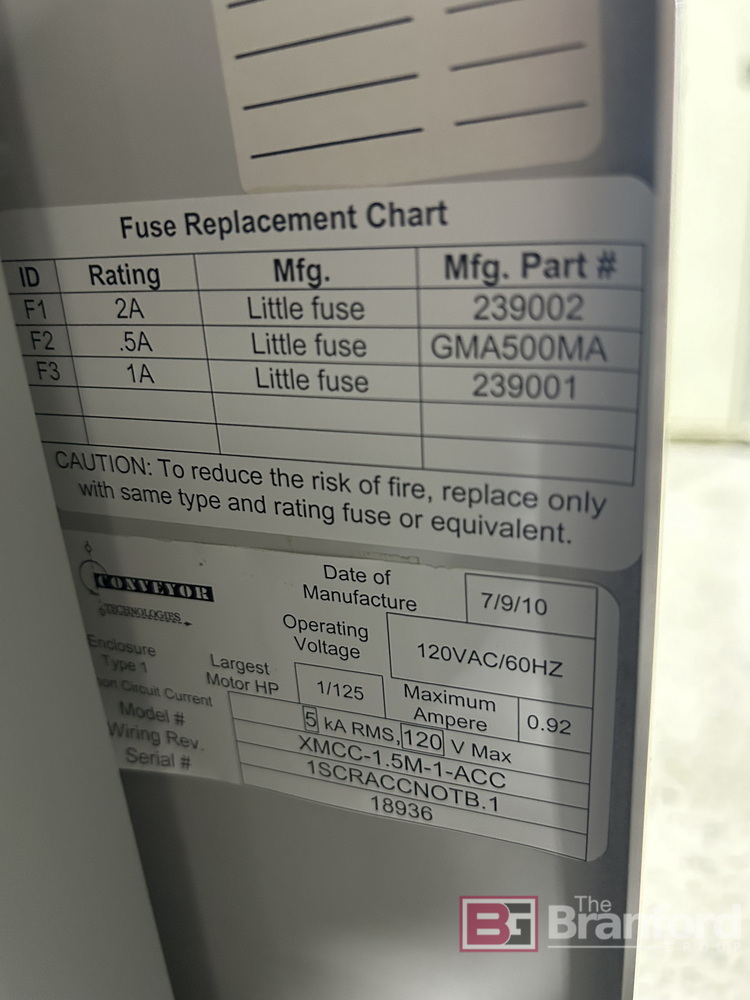 Fuse Replacement Chart
ID Rating Mfg. Mfg. Part #
F1 2A Little fuse 239002
F2 .5A Little fuse GMA500MA
F3 1A Little fuse 239001
CAUTION: To reduce the risk of fire, replace only
with same type and rating fuse or equivalent.
CONVEYOR
TECHNOLOGIES
Date of
Manufacture
7/9/10
Operating
Voltage
120VAC/60HZ
Enclosure
Type 1
Largest
Motor HP
1/125
Maximum
Ampere
0.92
Circuit Current 5 kA RMS, 120 V Max
Model # XMCC-1.5M-1-ACC
Wiring Rev. 1SCRACCNOTB.1
Serial # 18936
BG The
Branford